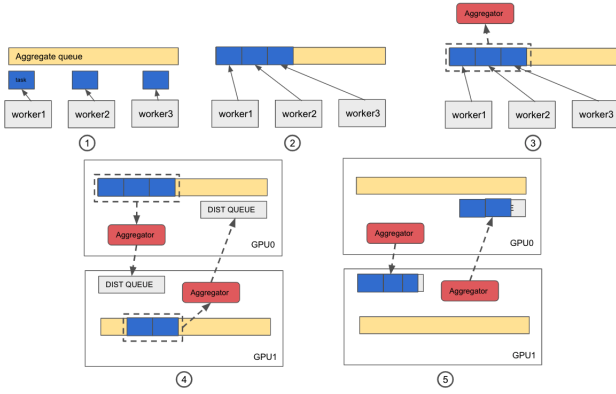 Aggregate queue
task
worker1
worker2
worker3
1
worker1
worker2
worker3
2
Aggregator
worker1
worker2
worker3
3
DIST QUEUE
Aggregator
GPU0
DIST QUEUE
Aggregator
GPU1
4
Aggregator
GPU0
Aggregator
GPU1
5